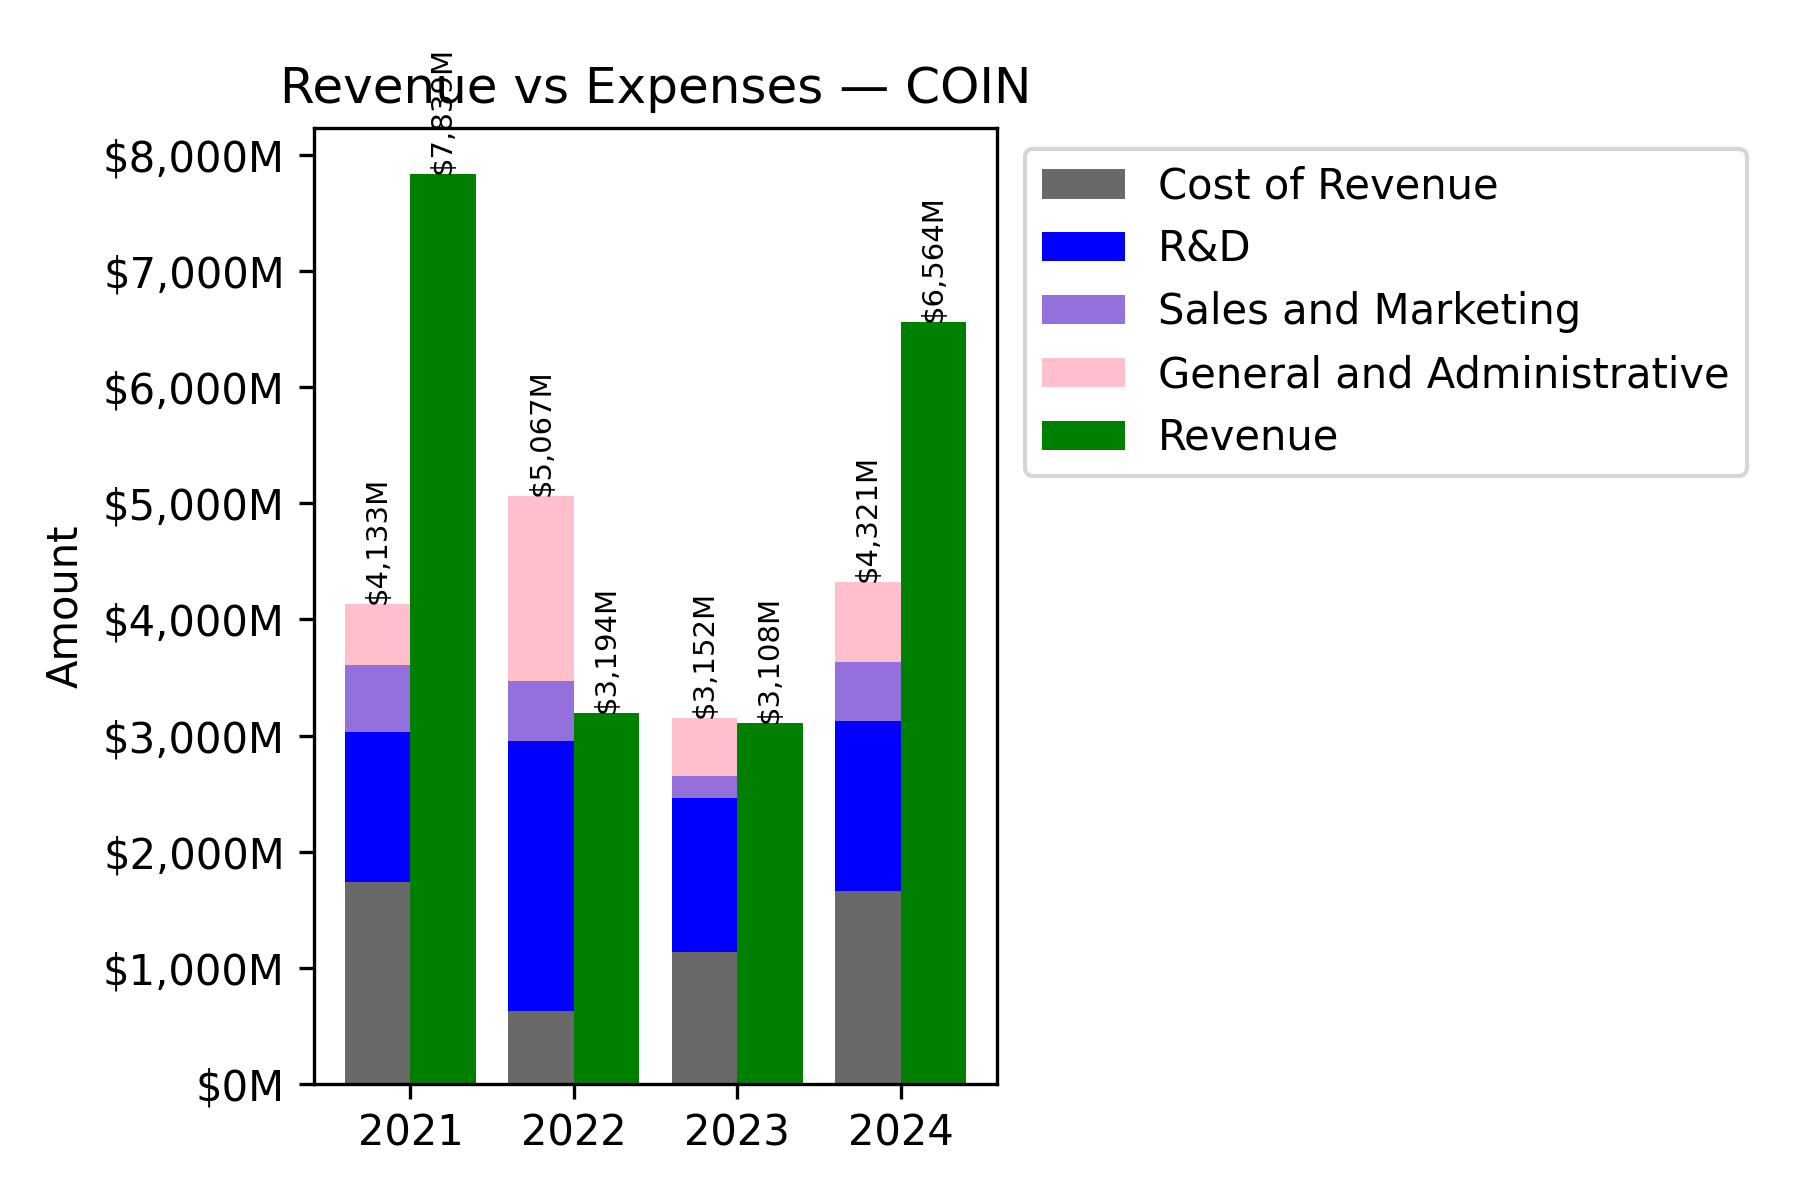 Revenue vs Expenses — COIN
$8,000M
$7,000M
$6,000M
$5,000M
$4,000M
$3,000M
$2,000M
$1,000M
$0M
Amount
$4,133M
$7,839M
$5,067M
$3,194M
$3,152M
$3,108M
$4,321M
$6,564M
2021
2022
2023
2024
Cost of Revenue
R&D
Sales and Marketing
General and Administrative
Revenue